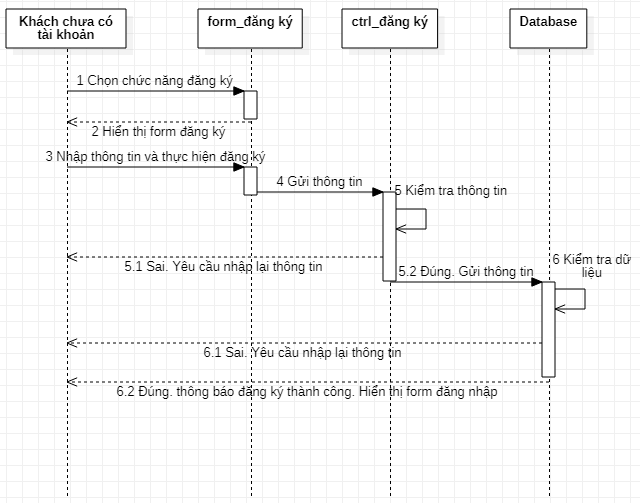 Khách chưa có
tài khoản
form_đăng ký
ctrl_đăng ký
Database
1 Chọn chức năng đăng ký
2 Hiển thị form đăng ký
3 Nhập thông tin và thực hiện đăng ký
4 Gửi thông tin
5 Kiểm tra thông tin
5.1 Sai. Yêu cầu nhập lại thông tin
5.2 Đúng. Gửi thông tin
6 Kiểm tra dữ
liệu
6.1 Sai. Yêu cầu nhập lại thông tin
6.2 Đúng. thông báo đăng ký thành công. Hiển thị form đăng nhập